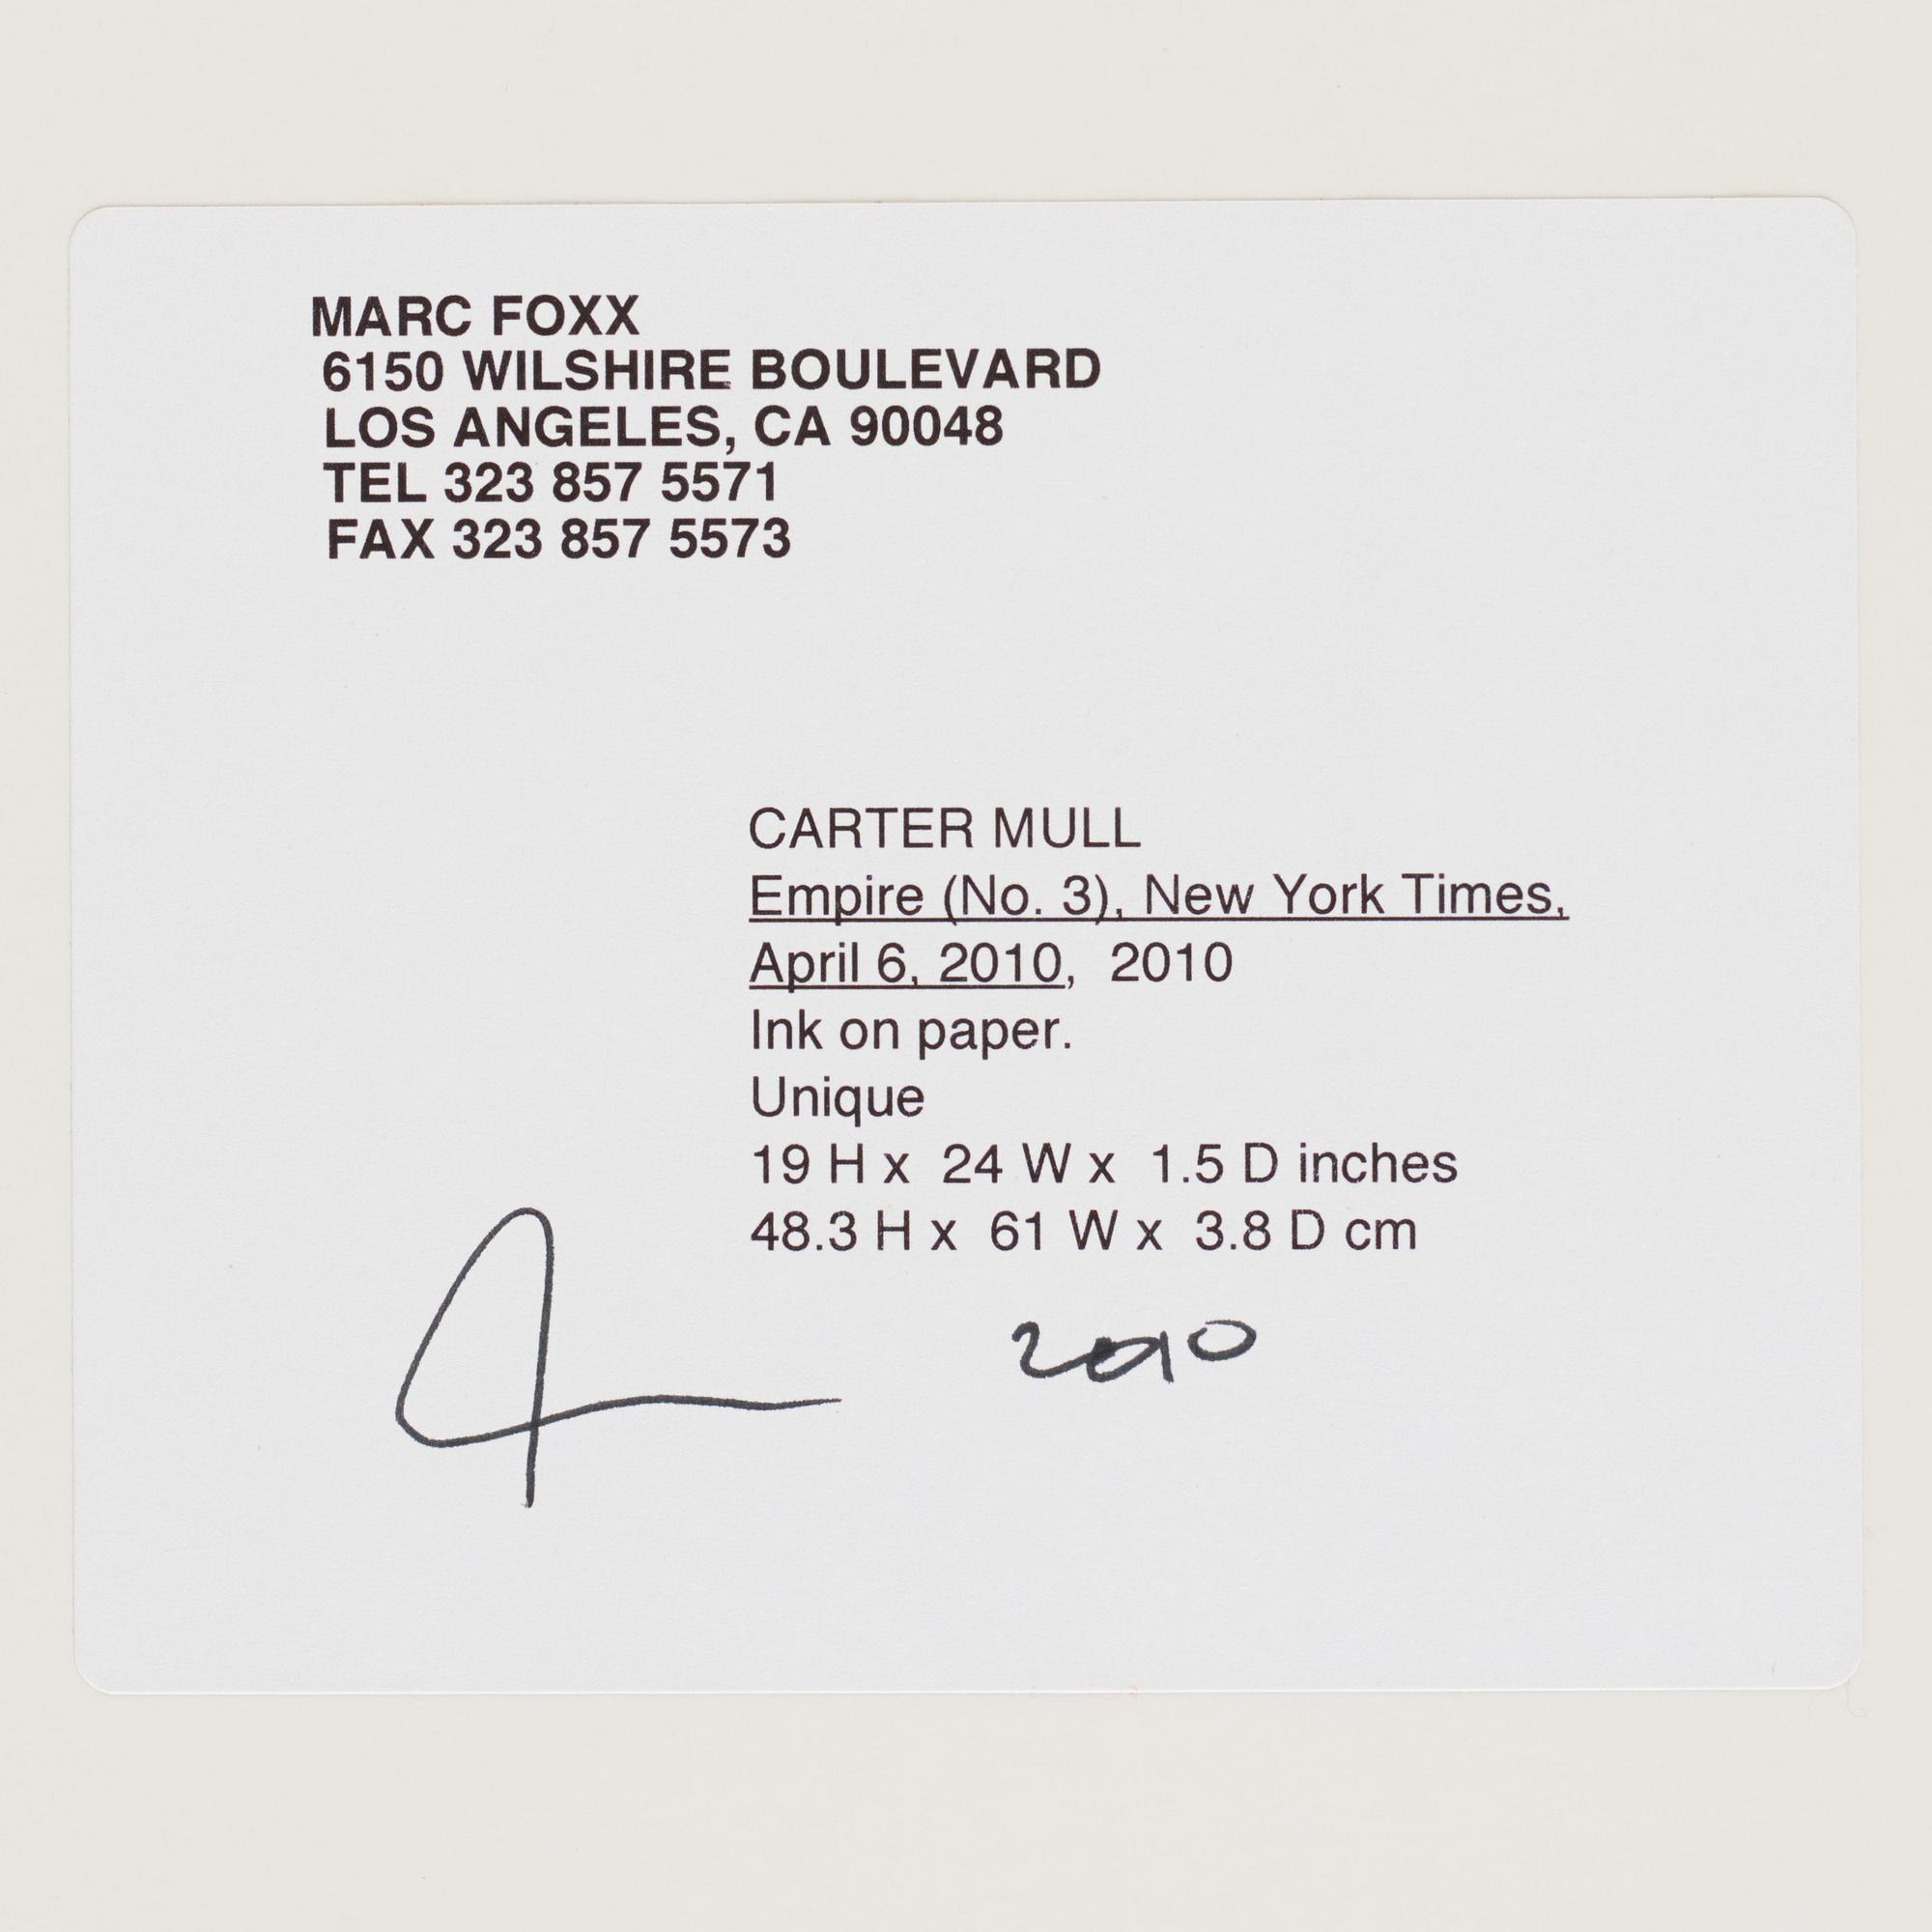 MARC FOXX
6150 WILSHIRE BOULEVARD
LOS ANGELES, CA 90048
TEL 323 857 5571
FAX 323 857 5573
CARTER MULL
Empire (No. 3), New York Times,
April 6, 2010, 2010
Ink on paper.
Unique
19 H x 24 W x 1.5 D inches
48.3 H x 61 W x 3.8 D cm
2010